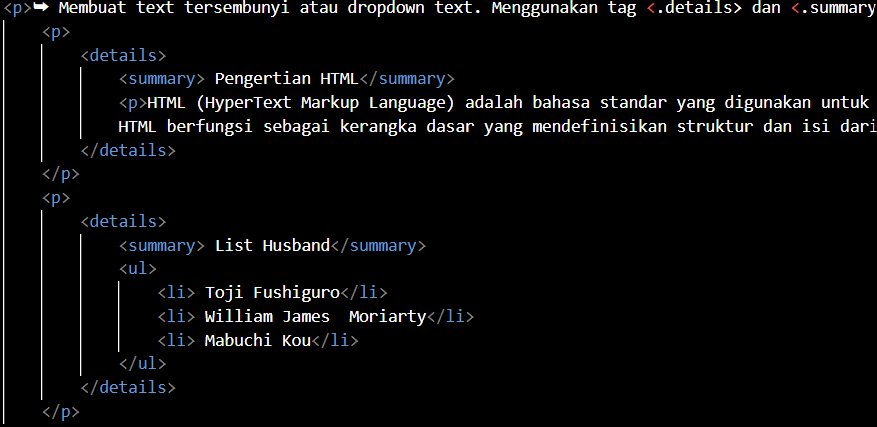 <p>➥ Membuat text tersembunyi atau dropdown text. Menggunakan tag <.details> dan <.summary
<p>
<details>
<summary> Pengertian HTML</summary>
<p>HTML (HyperText Markup Language) adalah bahasa standar yang digunakan untuk
HTML berfungsi sebagai kerangka dasar yang mendefinisikan struktur dan isi dari
</details>
</p>
<p>
<details>
<summary> List Husband</summary>
<ul>
<li> Toji Fushiguro</li>
<li> William James  Moriarty</li>
<li> Mabuchi Kou</li>
</ul>
</details>
</p>